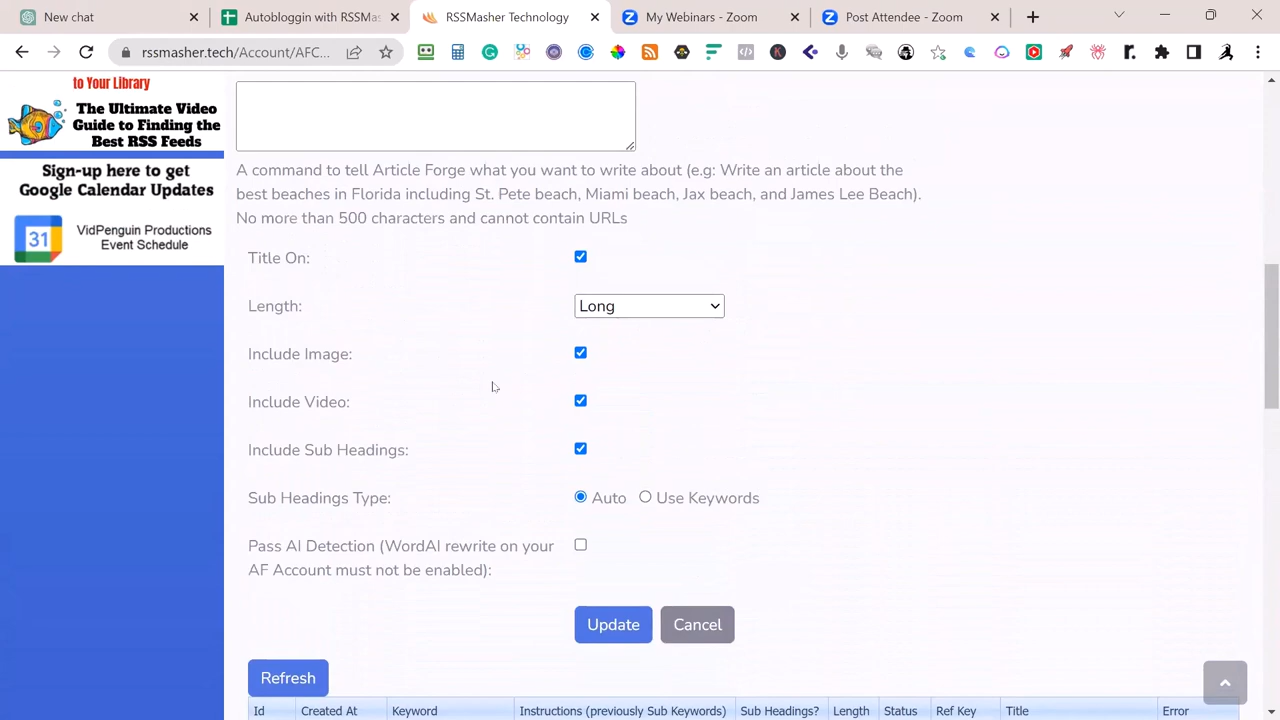 New chat
Autobloggin with RSSMas
RSSMasher Technology
My Webinars - Zoom
Post Attendee - Zoom
rssmasher.tech/Account/AFC...
to Your Library
The Ultimate Video
Guide to Finding the
Best RSS Feeds
Sign-up here to get
Google Calendar Updates
31
VidPenguin Productions
Event Schedule
A command to tell Article Forge what you want to write about (e.g: Write an article about the
best beaches in Florida including St. Pete beach, Miami beach, Jax beach, and James Lee Beach).
No more than 500 characters and cannot contain URLs
Title On:
Length:
Long
Include Image:
Include Video:
Include Sub Headings:
Sub Headings Type:
Auto
Use Keywords
Pass AI Detection (WordAI rewrite on your
AF Account must not be enabled):
Update
Cancel
Refresh
Id
Created At
Keyword
Instructions (previously Sub Keywords)
Sub Headings?
Length
Status
Ref Key
Title
Error